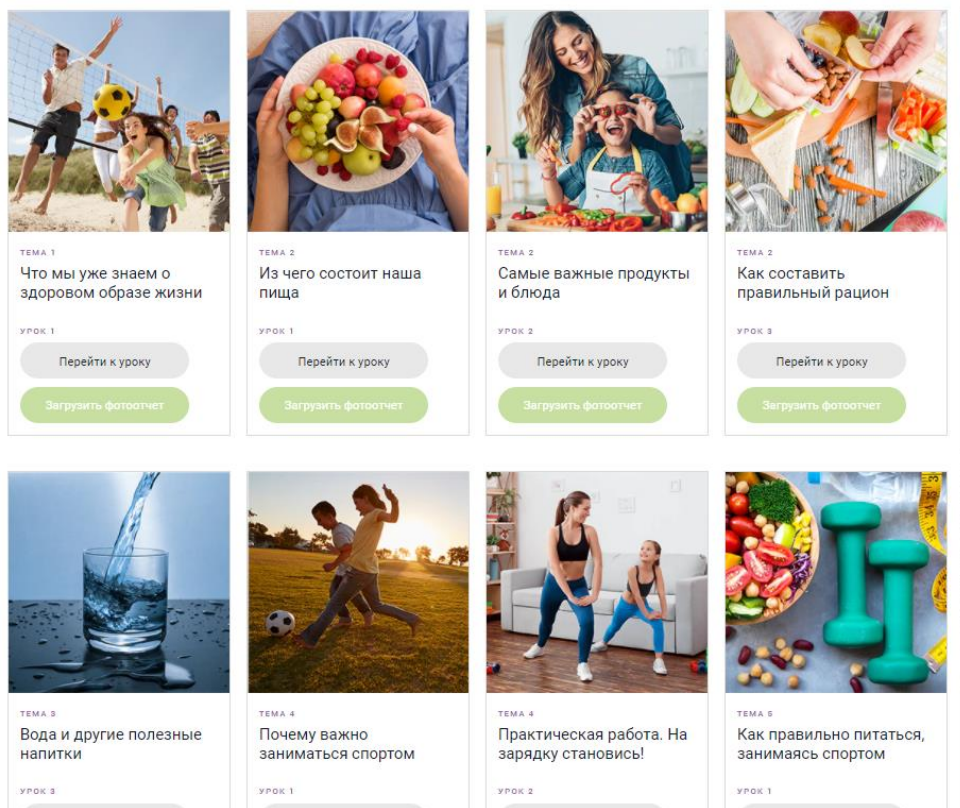 ТЕМА 1
Что мы уже знаем о
здоровом образе жизни
УРОК 1
Перейти к уроку
Загрузить фотоотчет
ТЕМА 2
Из чего состоит наша
пища
УРОК 1
Перейти к уроку
Загрузить фотоотчет
ТЕМА 2
Самые важные продукты
и блюда
УРОК 2
Перейти к уроку
Загрузить фотоотчет
ТЕМА 2
Как составить
правильный рацион
УРОК 3
Перейти к уроку
Загрузить фотоотчет
ТЕМА 3
Вода и другие полезные
напитки
УРОК 3
ТЕМА 4
Почему важно
заниматься спортом
УРОК 1
ТЕМА 4
Практическая работа. На
зарядку становись!
УРОК 2
ТЕМА 5
Как правильно питаться,
занимаясь спортом
УРОК 1